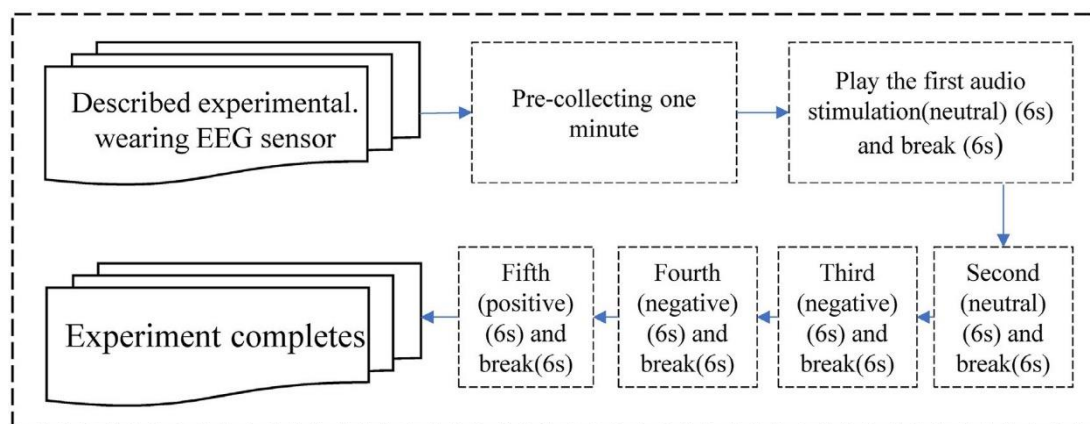 Described experimental.
wearing EEG sensor
Pre-collecting one
minute
Play the first audio
stimulation(neutral) (6s)
and break (6s)
Second
(neutral)
(6s) and
break(6s)
Third
(negative)
(6s) and
break(6s)
Fourth
(negative)
(6s) and
break(6s)
Fifth
(positive)
(6s) and
break(6s)
Experiment completes